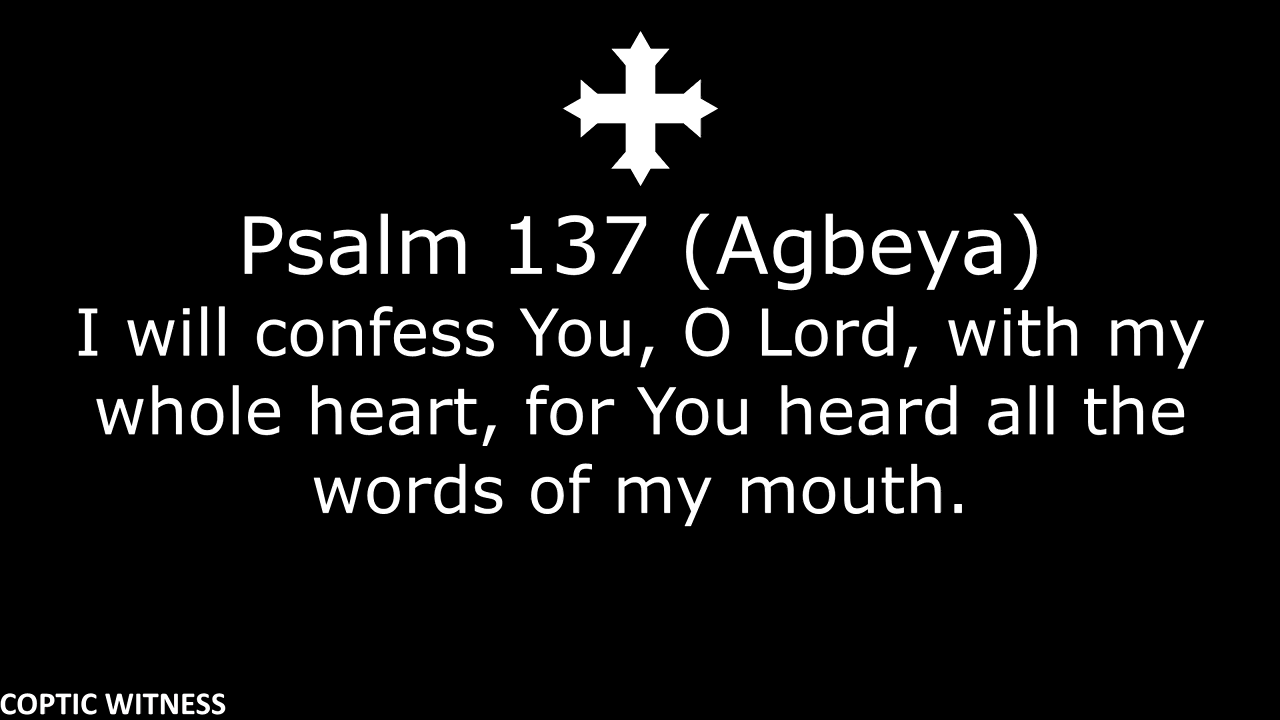 Psalm 137 (Agbeya)
I will confess You, O Lord, with my
whole heart, for You heard all the
words of my mouth.
COPTIC WITNESS